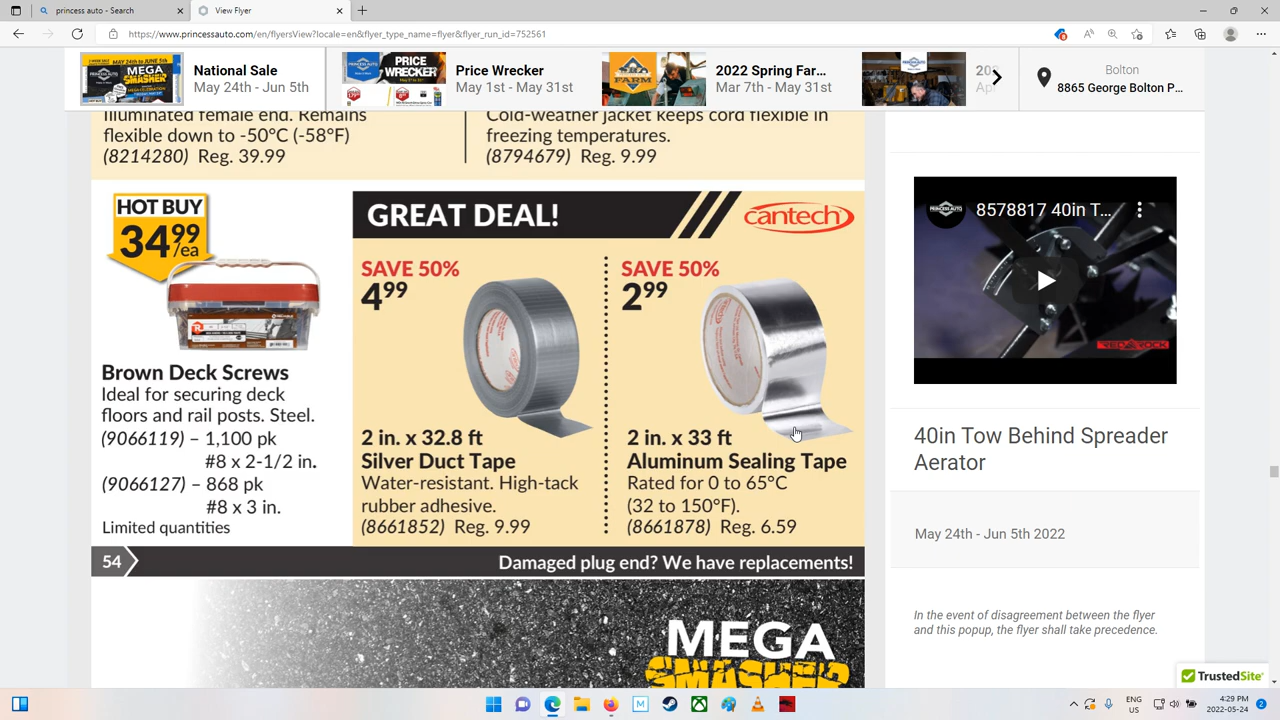 princess auto - Search
View Flyer
https://www.princessauto.com/en/flyersView?locale=en&flyer_type_name=flyer&flyer_run_id=752561
National Sale
May 24th - Jun 5th
Price Wrecker
May 1st - May 31st
2022 Spring Far...
Mar 7th - May 31st
Bolton
8865 George Bolton P...
Illuminated female end. Remains
flexible down to -50°C (-58°F)
(8214280) Reg. 39.99
Cold-weather jacket keeps cord flexible in
freezing temperatures.
(8794679) Reg. 9.99
HOT BUY
34.99
/ea
Brown Deck Screws
Ideal for securing deck
floors and rail posts. Steel.
(9066119) – 1,100 pk
#8 x 2-1/2 in.
(9066127) – 868 pk
#8 x 3 in.
Limited quantities
GREAT DEAL!
cantech
SAVE 50%
4.99
2 in. x 32.8 ft
Silver Duct Tape
Water-resistant. High-tack
rubber adhesive.
(8661852) Reg. 9.99
SAVE 50%
2.99
2 in. x 33 ft
Aluminum Sealing Tape
Rated for 0 to 65°C
(32 to 150°F).
(8661878) Reg. 6.59
54
Damaged plug end? We have replacements!
MEGA
SMASHER
8578817 40in T...
40in Tow Behind Spreader
Aerator
May 24th - Jun 5th 2022
In the event of disagreement between the flyer
and this popup, the flyer shall take precedence.
TrustedSite
ENG
US
4:29 PM
2022-05-24